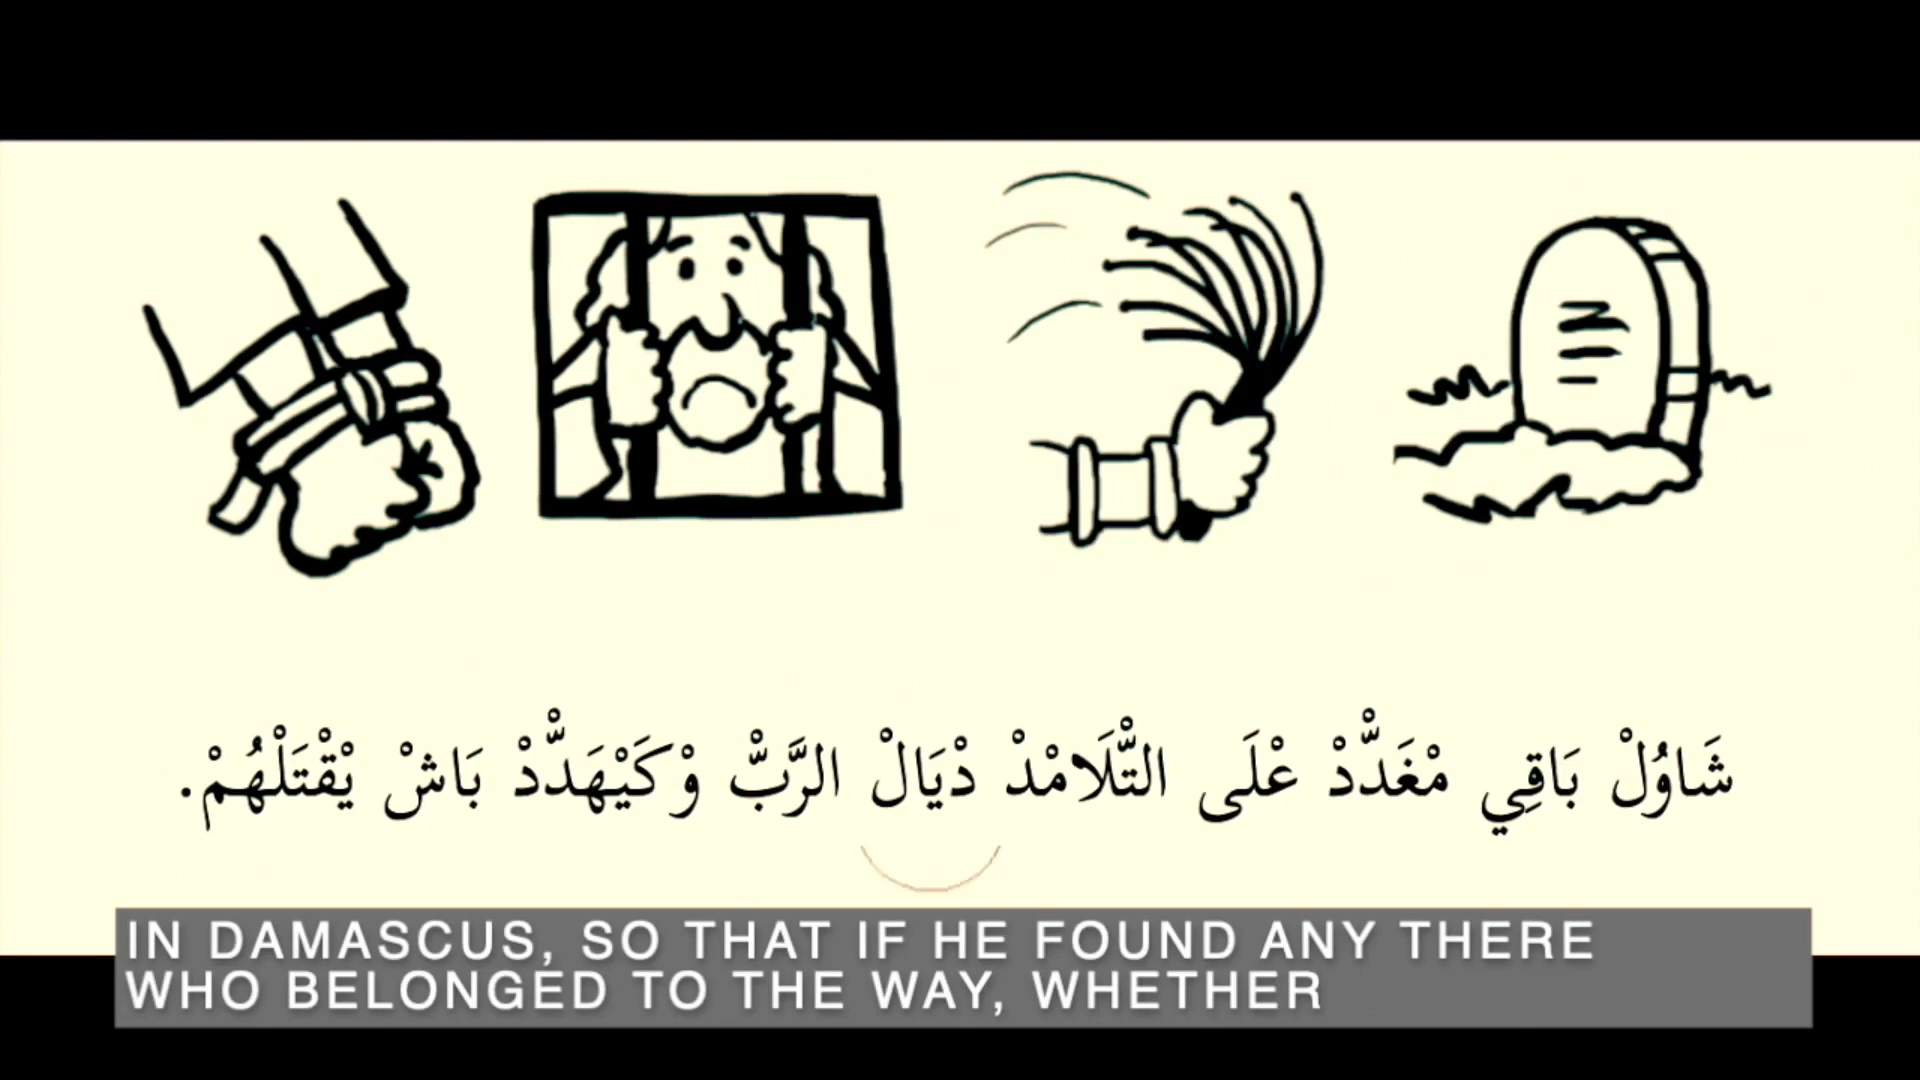 شَاوُلْ بَاقِي مْغَدّْدْ عْلَى التّْلَامْدْ دْيَالْ الرَّبّْ وْكَيْهَدّْدْ بَاشْ يْقْتَلْهُمْ.
IN DAMASCUS, SO THAT IF HE FOUND ANY THERE
WHO BELONGED TO THE WAY, WHETHER